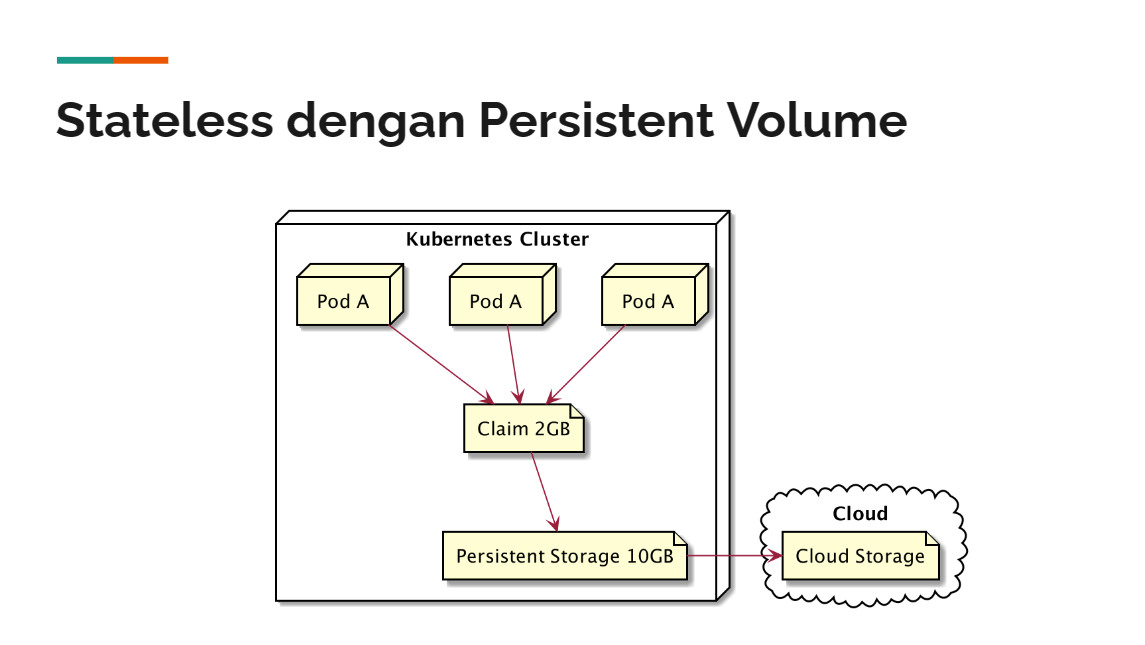 Stateless dengan Persistent Volume
Kubernetes Cluster
Pod A
Pod A
Pod A
Claim 2GB
Persistent Storage 10GB
Cloud
Cloud Storage